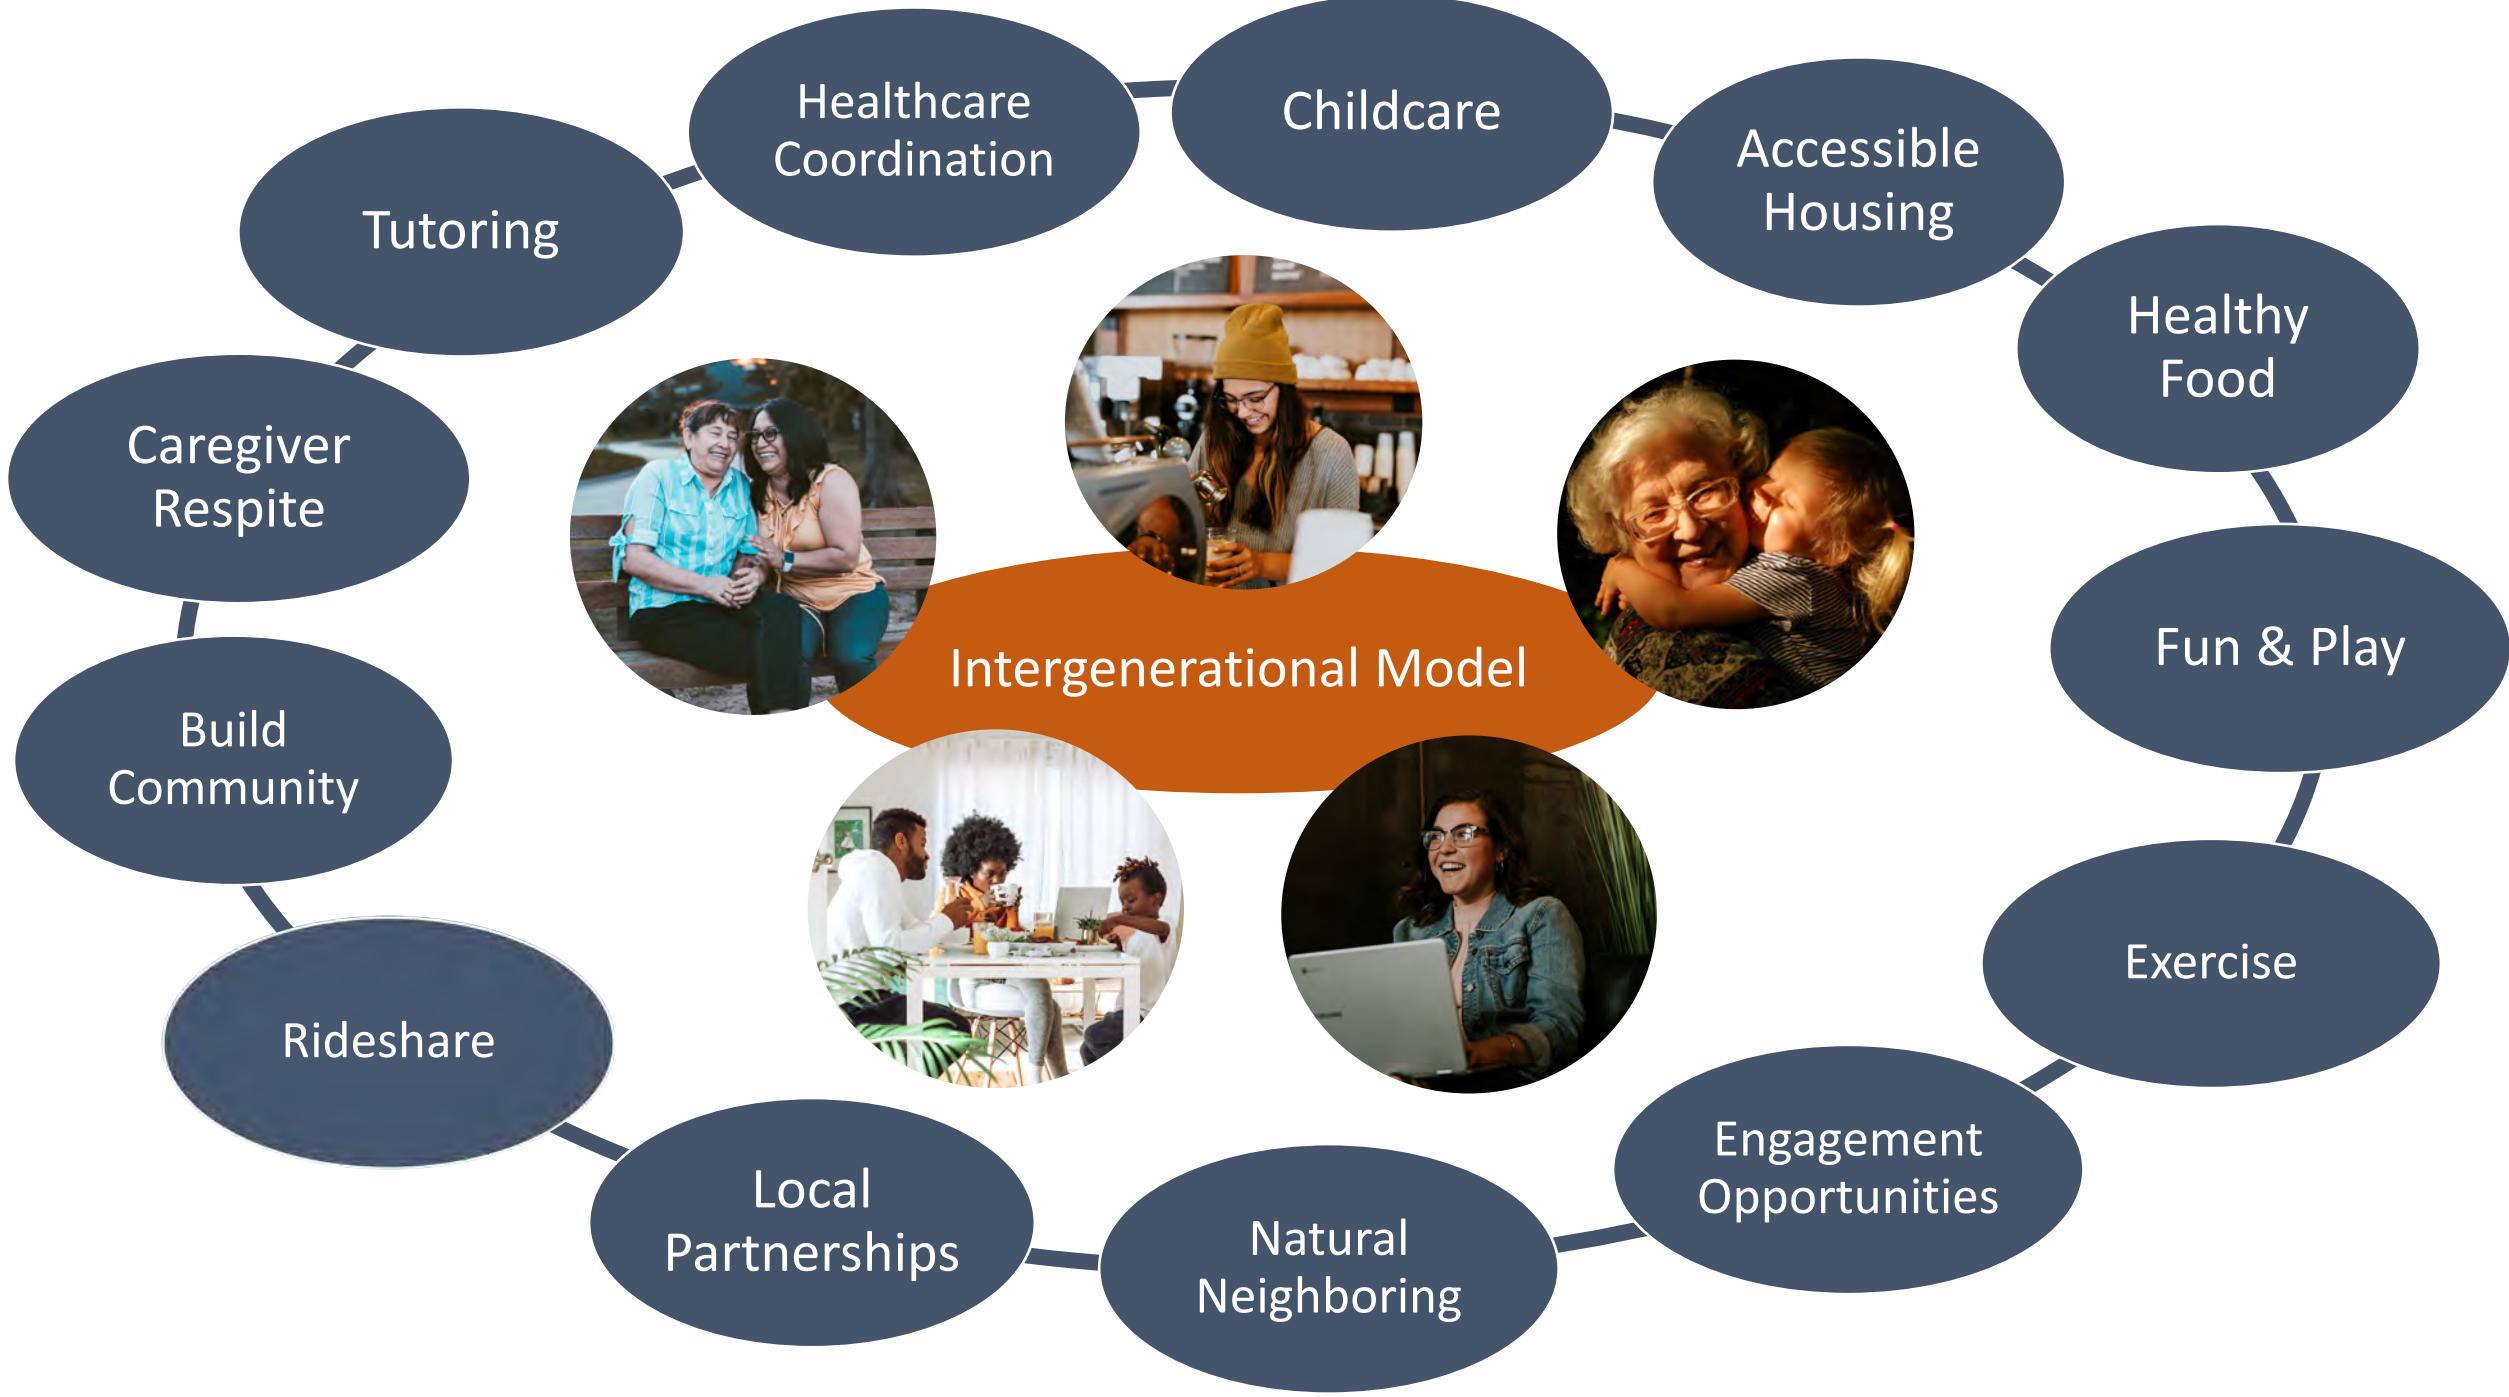 Healthcare
Coordination
Childcare
Accessible
Housing
Healthy
Food
Fun & Play
Exercise
Engagement
Opportunities
Natural
Neighboring
Local
Partnerships
Rideshare
Build
Community
Caregiver
Respite
Tutoring
Intergenerational Model